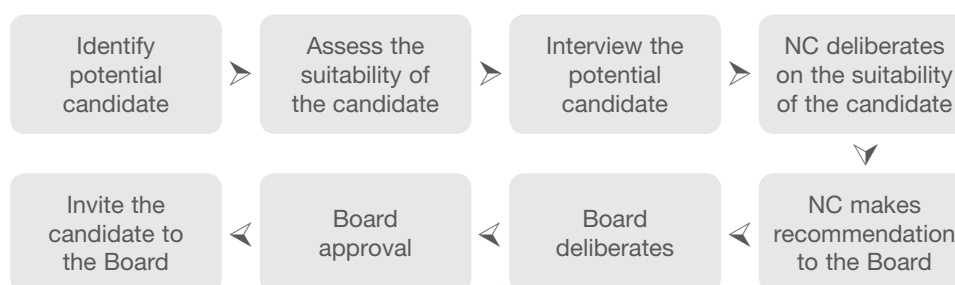 Identify
potential
candidate
Assess the
suitability of
the candidate
Interview the
potential
candidate
NC deliberates
on the suitability
of the candidate
NC makes
recommendation
to the Board
Board
deliberates
Board
approval
Invite the
candidate to
the Board